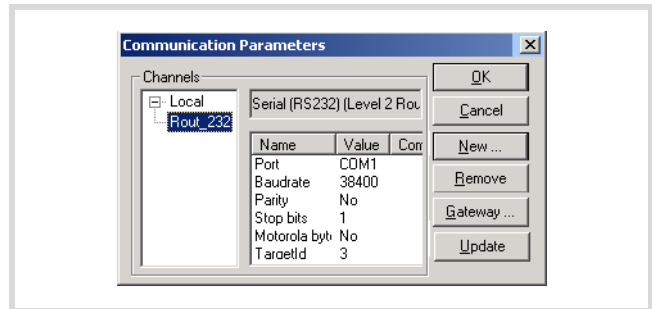 Communication Parameters
Channels
Local
Rout_232
Serial (RS232) (Level 2 Rou
Name Value Com
Port COM1
Baudrate 38400
Parity No
Stop bits 1
Motorola byt No
TargetId 3
OK
Cancel
New ...
Remove
Gateway ...
Update